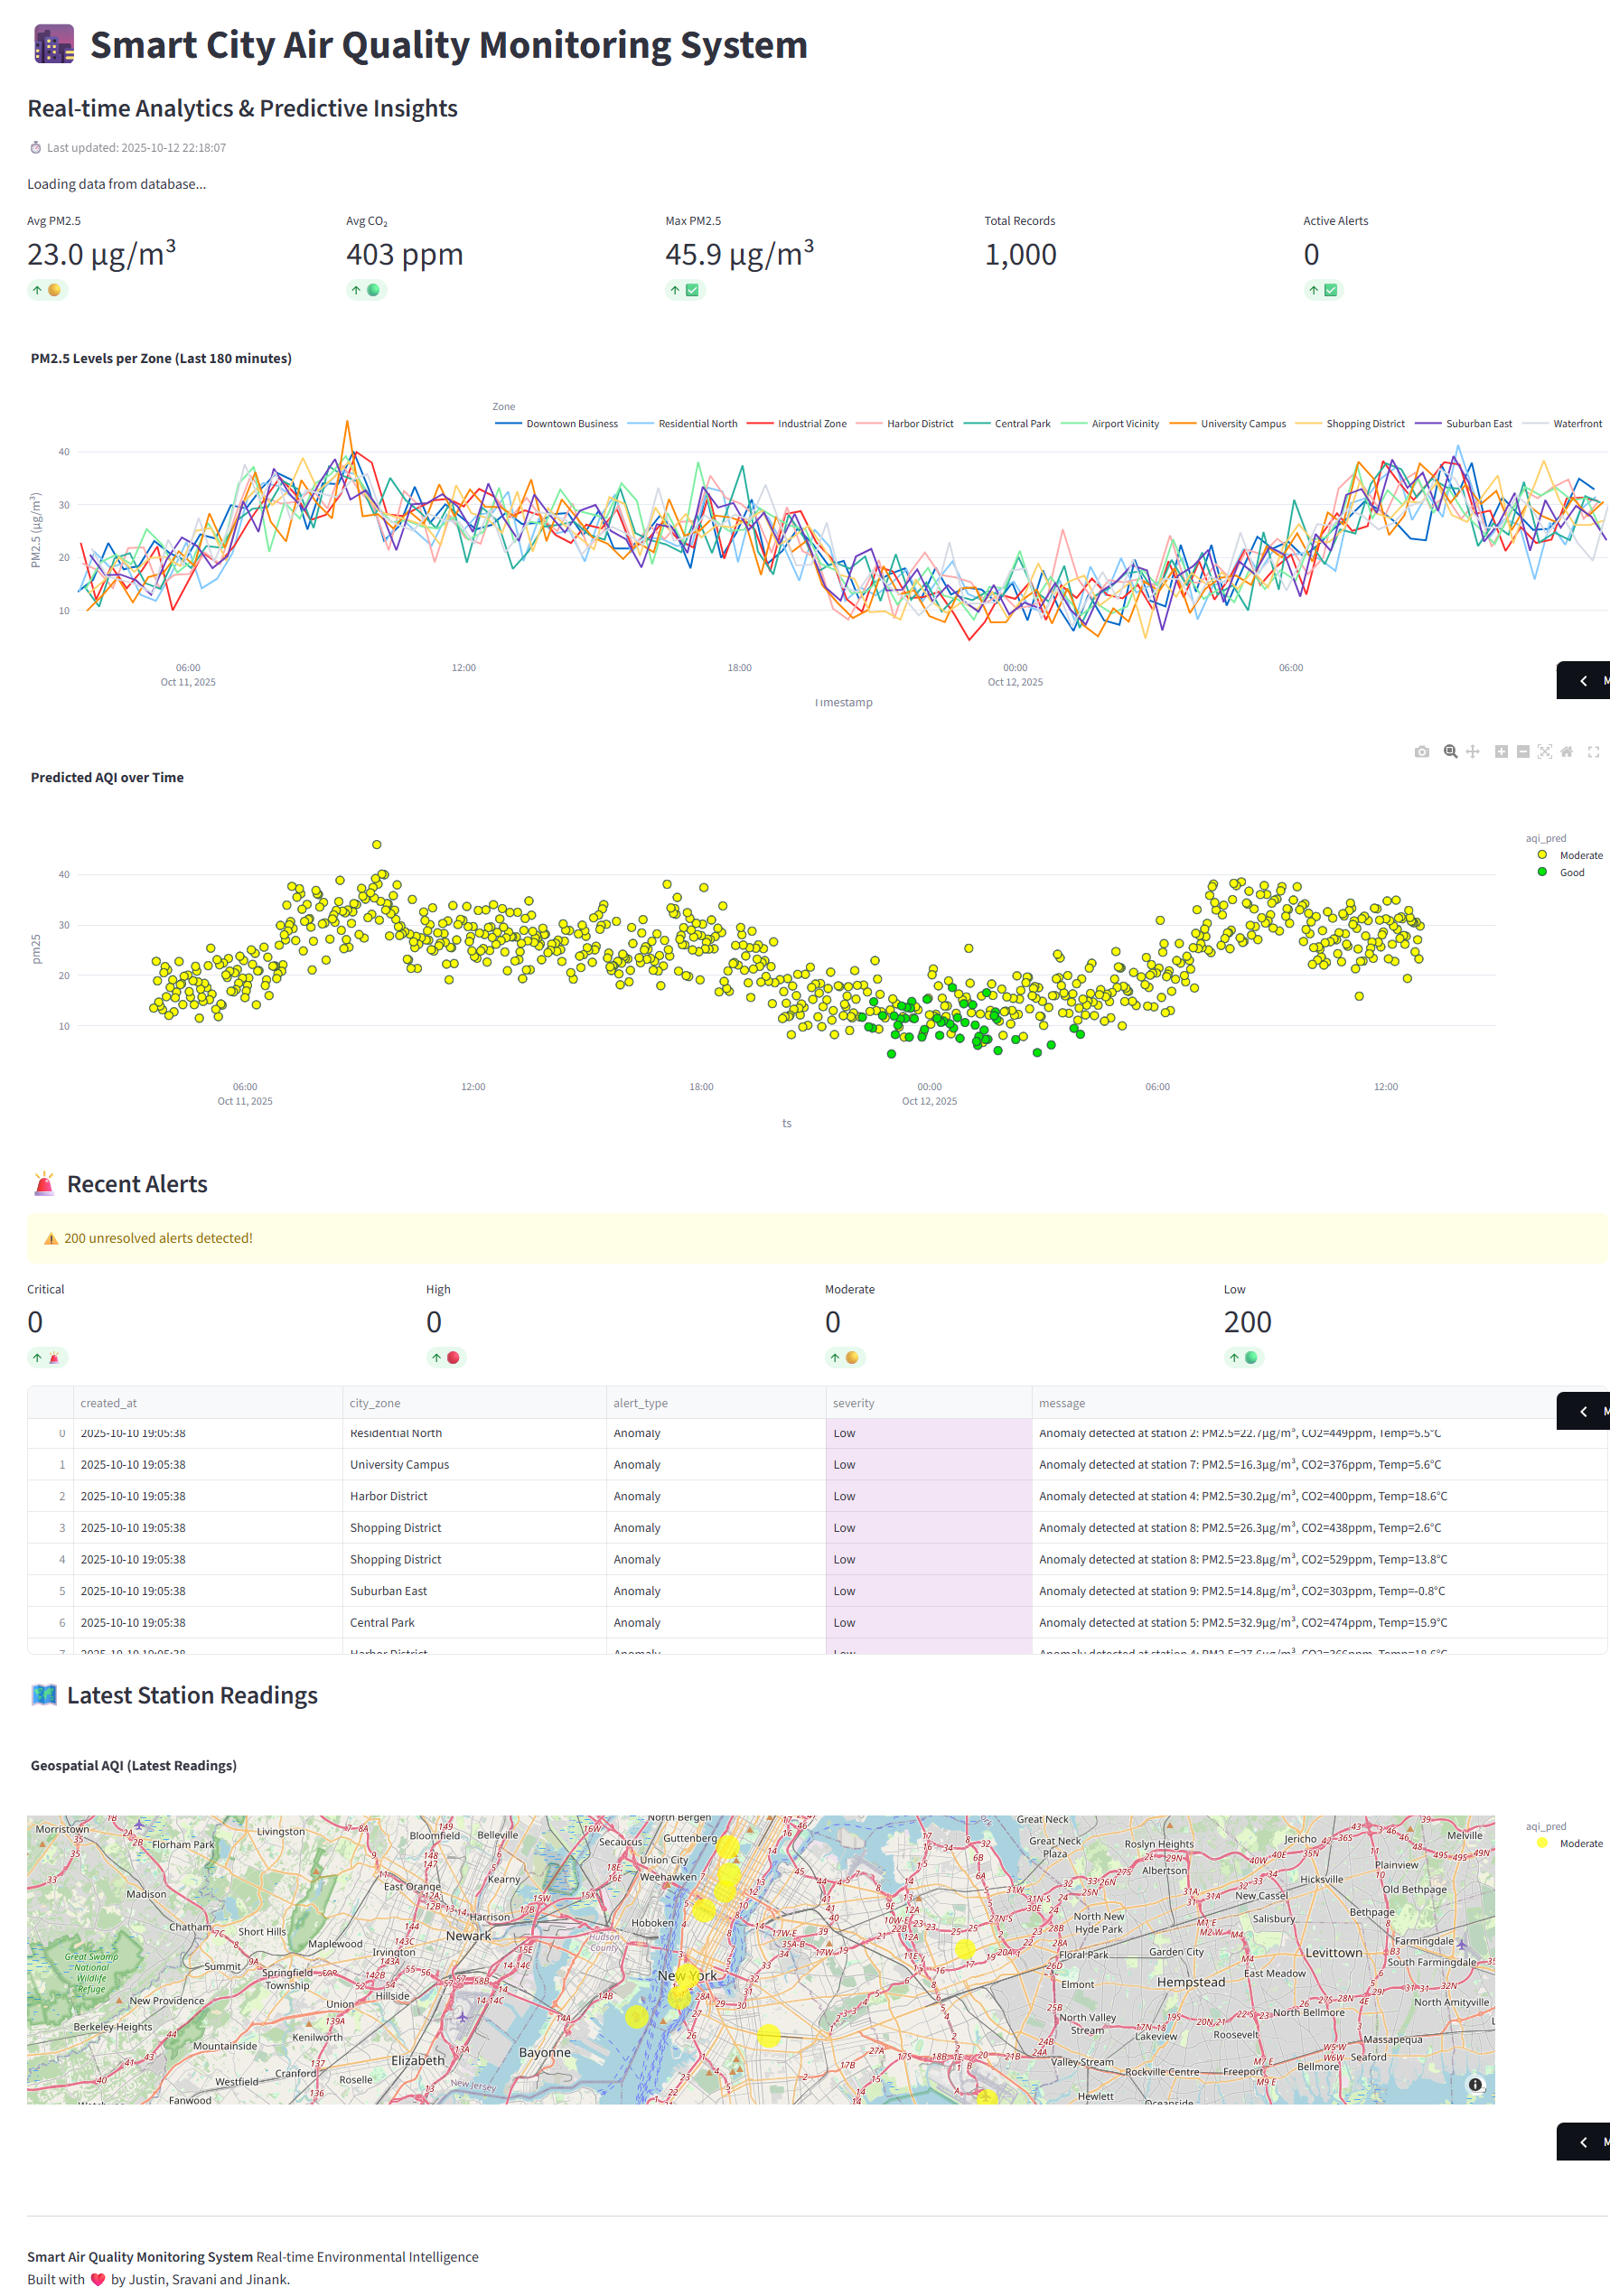 Smart City Air Quality Monitoring System
Real-time Analytics & Predictive Insights
Last updated: 2025-10-12 22:18:07
Loading data from database...
Avg PM2.5
Avg CO₂
Max PM2.5
Total Records
Active Alerts
23.0 µg/m³
403 ppm
45.9 µg/m³
1,000
0
PM2.5 Levels per Zone (Last 180 minutes)
Zone
Downtown Business
Residential North
Industrial Zone
Harbor District
Central Park
Airport Vicinity
University Campus
Shopping District
Suburban East
Waterfront
PM2.5 (µg/m³)
40
30
20
10
06:00
Oct 11, 2025
12:00
18:00
00:00
Oct 12, 2025
06:00
Timestamp
Predicted AQI over Time
aqi_pred
Moderate
Good
pm25
40
30
20
10
06:00
Oct 11, 2025
12:00
18:00
00:00
Oct 12, 2025
06:00
12:00
ts
Recent Alerts
200 unresolved alerts detected!
Critical
High
Moderate
Low
0
0
0
200
created_at city_zone alert_type severity message
0 2025-10-10 19:05:38 Residential North Anomaly Low Anomaly detected at station 2: PM2.5=22.7µg/m³, CO2=449ppm, Temp=5.5°C
1 2025-10-10 19:05:38 University Campus Anomaly Low Anomaly detected at station 7: PM2.5=16.3µg/m³, CO2=376ppm, Temp=5.6°C
2 2025-10-10 19:05:38 Harbor District Anomaly Low Anomaly detected at station 4: PM2.5=30.2µg/m³, CO2=400ppm, Temp=18.6°C
3 2025-10-10 19:05:38 Shopping District Anomaly Low Anomaly detected at station 8: PM2.5=26.3µg/m³, CO2=438ppm, Temp=2.6°C
4 2025-10-10 19:05:38 Shopping District Anomaly Low Anomaly detected at station 8: PM2.5=23.8µg/m³, CO2=529ppm, Temp=13.8°C
5 2025-10-10 19:05:38 Suburban East Anomaly Low Anomaly detected at station 9: PM2.5=14.8µg/m³, CO2=303ppm, Temp=-0.8°C
6 2025-10-10 19:05:38 Central Park Anomaly Low Anomaly detected at station 5: PM2.5=32.9µg/m³, CO2=474ppm, Temp=15.9°C
Latest Station Readings
Geospatial AQI (Latest Readings)
aqi_pred
Moderate
Morristown
Florham Park
Livingston
Bloomfield
Belleville
Secaucus
North Bergen
Guttenberg
Great Neck
Great Neck
Plaza
Roslyn Heights
Jericho
Melville
Union City
Weehawken
Albertson
Hicksville
Plainview
Old Bethpage
Madison
East Orange
Kearny
New Cassel
Salisbury
Bethpage
Chatham
Short Hills
Maplewood
Irvington
Harrison
Newark
Hoboken
Hudson
County
North New
Hyde Park
Floral Park
Garden City
Levittown
Farmingdale
South Farmingdale
Great Swamp
National
Wildlife
Refuge
Summit
Springfield
Township
Hillside
Union
New York
Elmont
Hempstead
East Meadow
New Providence
North Amityville
Berkeley Heights
Mountainside
Kenilworth
Elizabeth
Bayonne
North Valley
Stream
Lakeview
Roosevelt
North Bellmore
Massapequa
Westfield
Cranford
Roselle
New Jersey
Valley Stream
Rockville Centre
Freeport
Bellmore
Seaford
Fanwood
Hewlett
Oceanside
Smart Air Quality Monitoring System Real-time Environmental Intelligence
Built with ❤ by Justin, Sravani and Jinank.